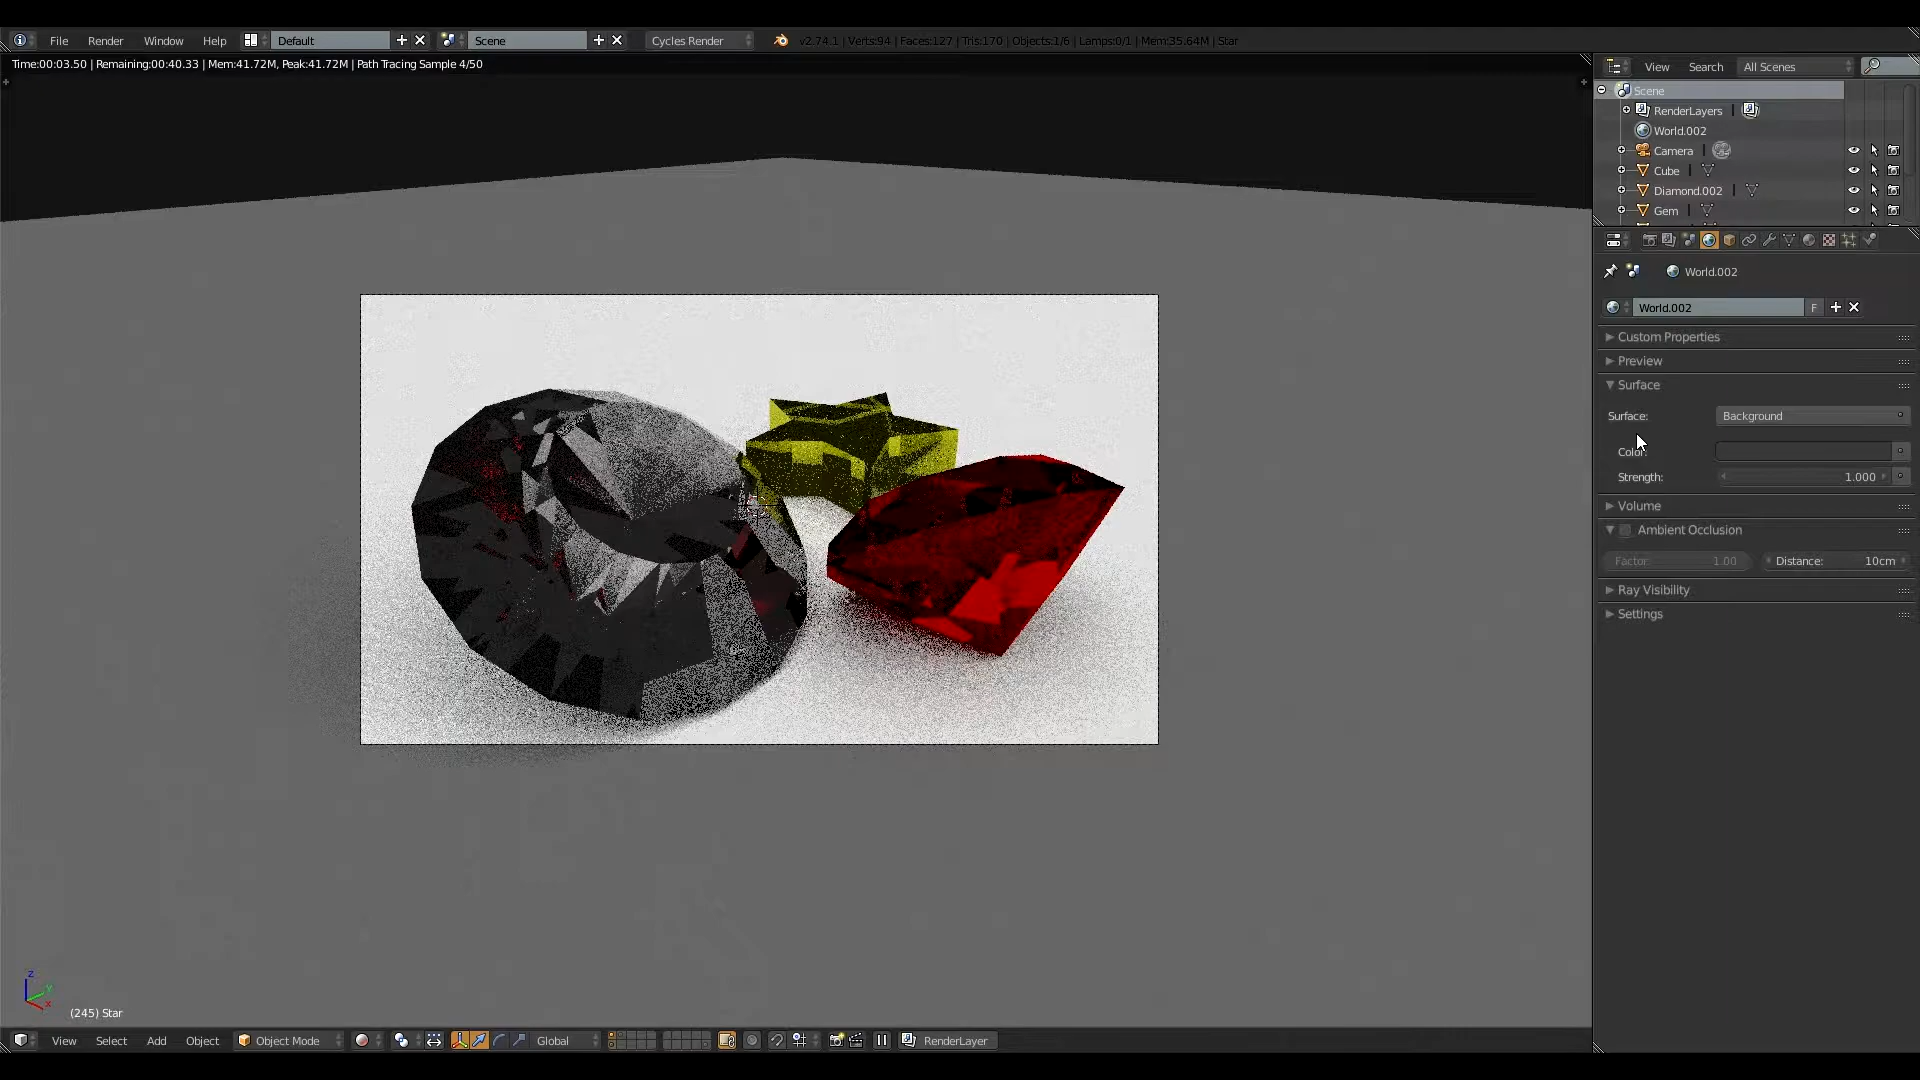 File Render Window Help Default Scene Cycles Render v2.74.1 | Verts:94 | Faces:127 | Tris:170 | Objects:1/6 | Lamps:0/1 | Mem:35.64M | Star
Time:00:03.50 | Remaining:00:40.33 | Mem:41.72M, Peak:41.72M | Path Tracing Sample 4/50
View Search All Scenes
Scene
RenderLayers
World.002
Camera
Cube
Diamond.002
Gem
World.002
World.002 F
Custom Properties
Preview
Surface
Surface: Background
Color:
Strength: 1.000
Volume
Ambient Occlusion
Factor: 1.00 Distance: 10cm
Ray Visibility
Settings
z
y
x
(245) Star
View Select Add Object Object Mode Global RenderLayer